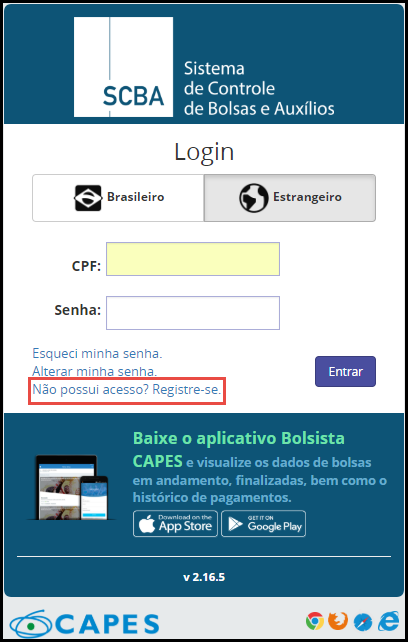 SCBA
Sistema
de Controle
de Bolsas e Auxílios
Login
Brasileiro
Estrangeiro
CPF:
Senha:
Esqueci minha senha.
Alterar minha senha.
Não possui acesso? Registre-se.
Entrar
Baixe o aplicativo Bolsista
CAPES e visualize os dados de bolsas
em andamento, finalizadas, bem como o
histórico de pagamentos.
Download on the
App Store
GET IT ON
Google Play
v 2.16.5
CAPES